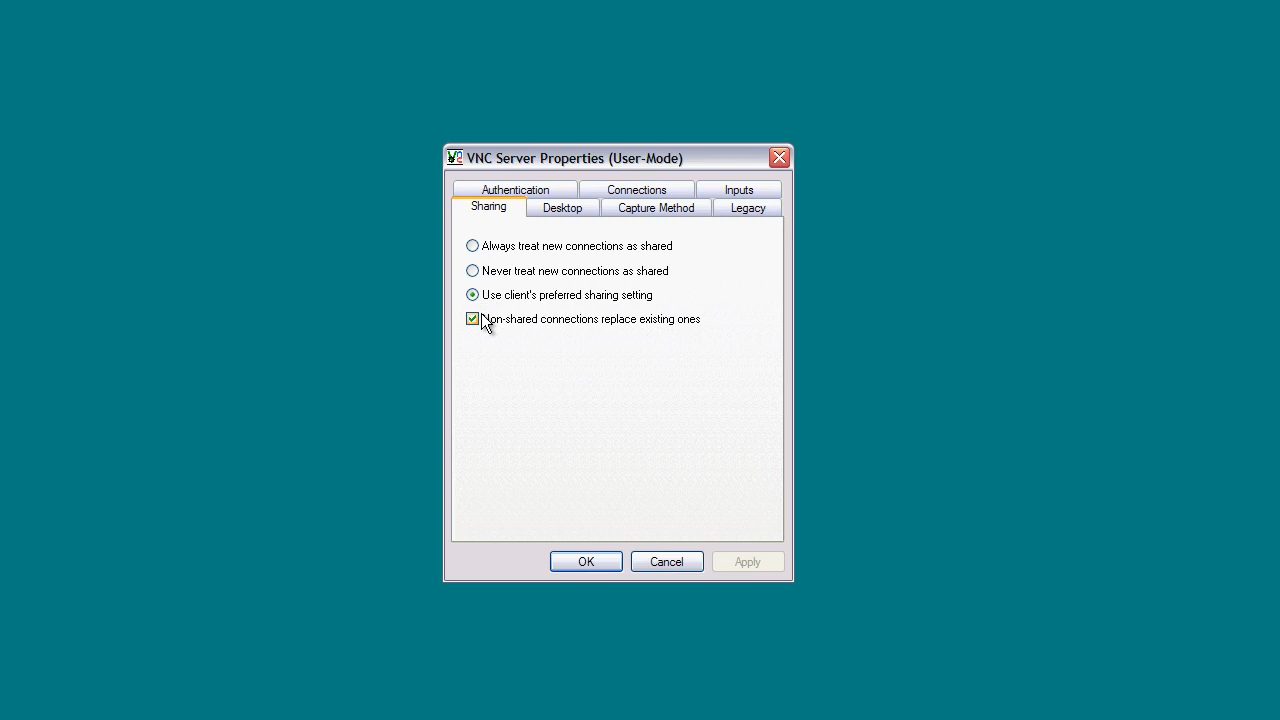 VNC Server Properties (User-Mode)
Authentication Connections Inputs
Sharing Desktop Capture Method Legacy
Always treat new connections as shared
Never treat new connections as shared
Use client's preferred sharing setting
Non-shared connections replace existing ones
OK Cancel Apply